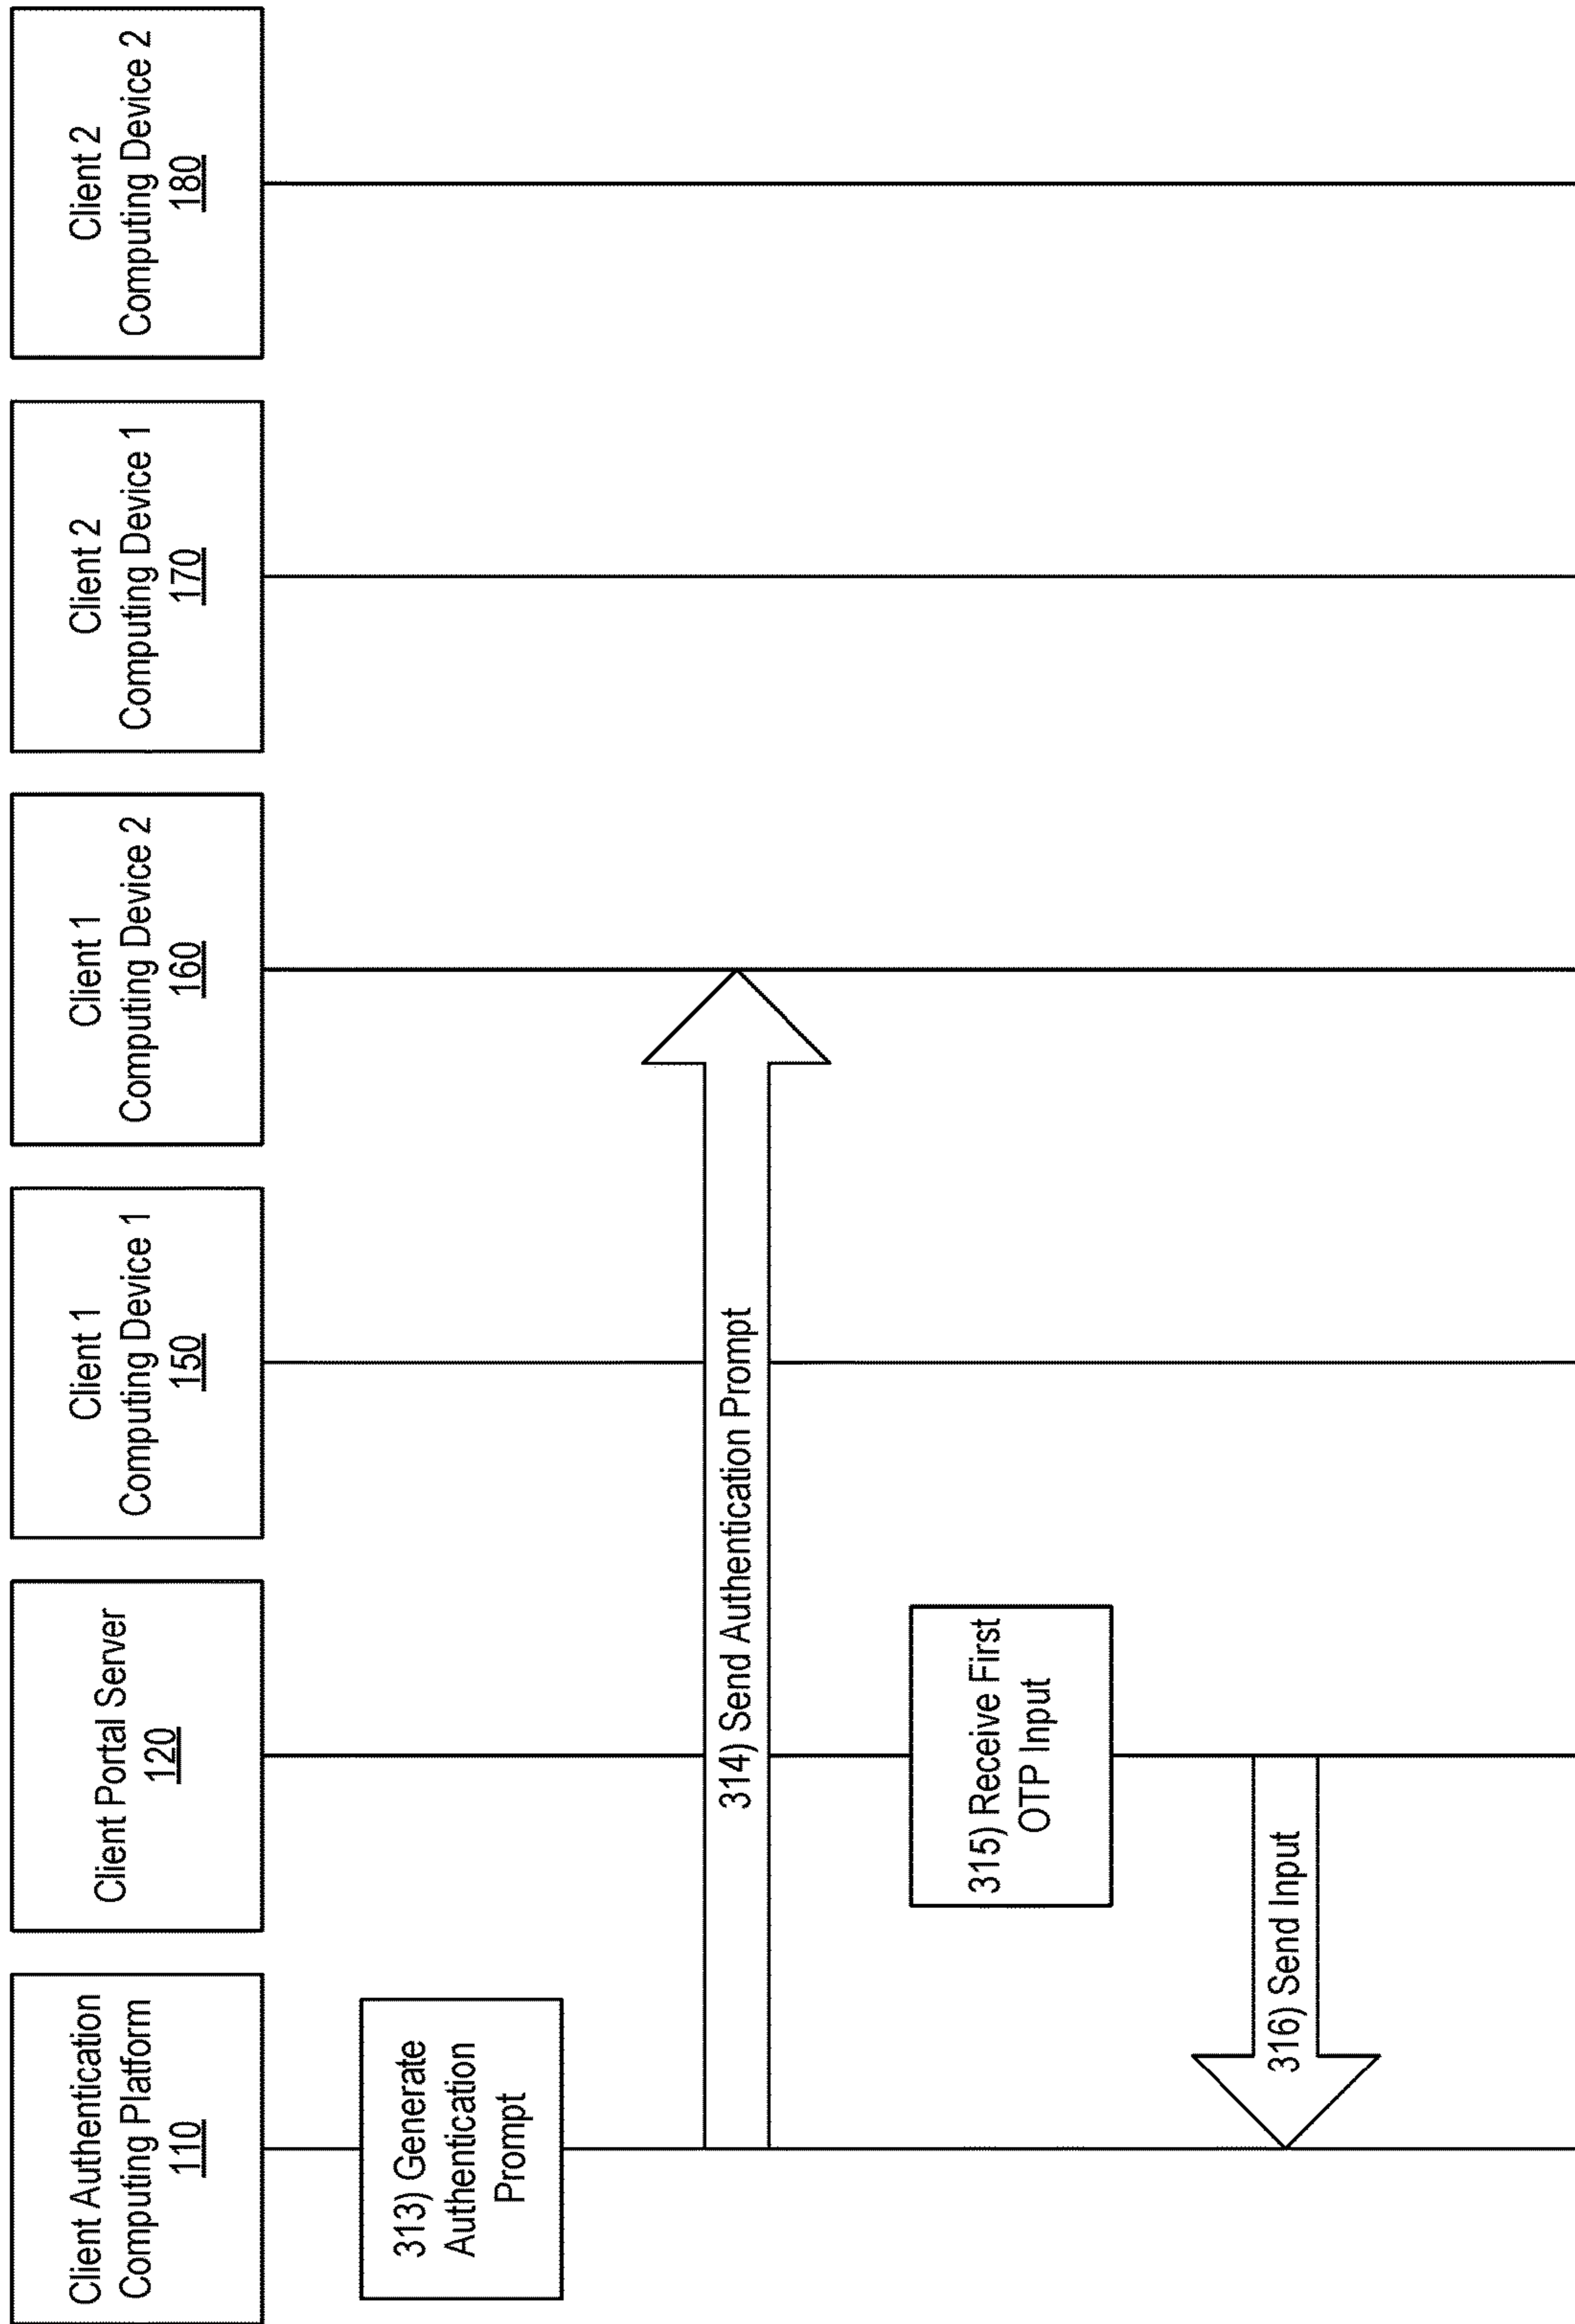 Client Authentication
Computing Platform
110
Client Portal Server
120
Client 1
Computing Device 1
150
Client 1
Computing Device 2
160
Client 2
Computing Device 1
170
Client 2
Computing Device 2
180
313) Generate
Authentication
Prompt
314) Send Authentication Prompt
315) Receive First
OTP Input
316) Send Input